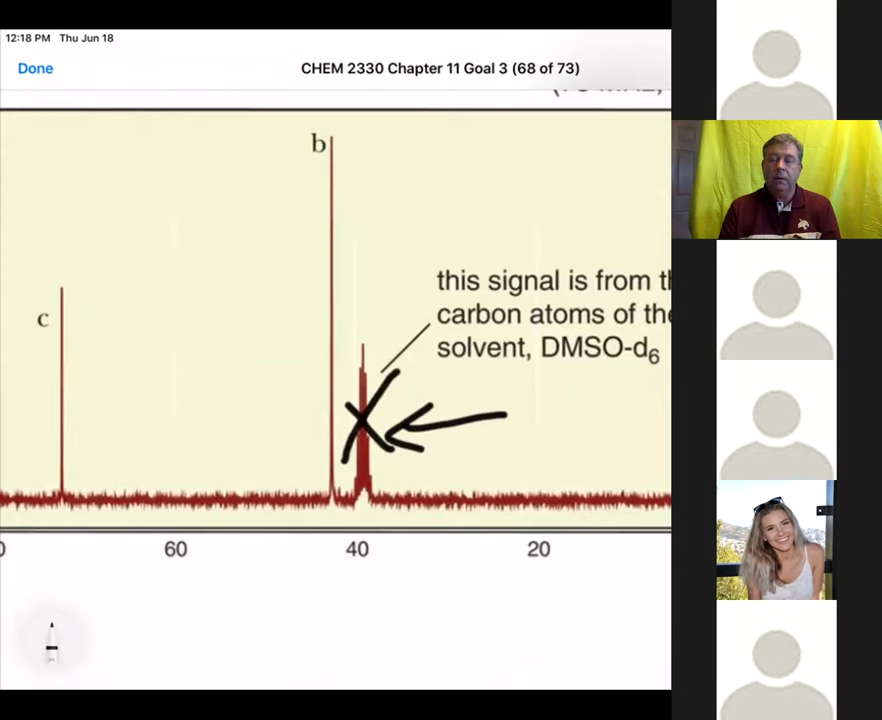 12:18 PM Thu Jun 18
Done
CHEM 2330 Chapter 11 Goal 3 (68 of 73)
b
c
this signal is from
carbon atoms of the
solvent, DMSO-d6
0 60 40 20